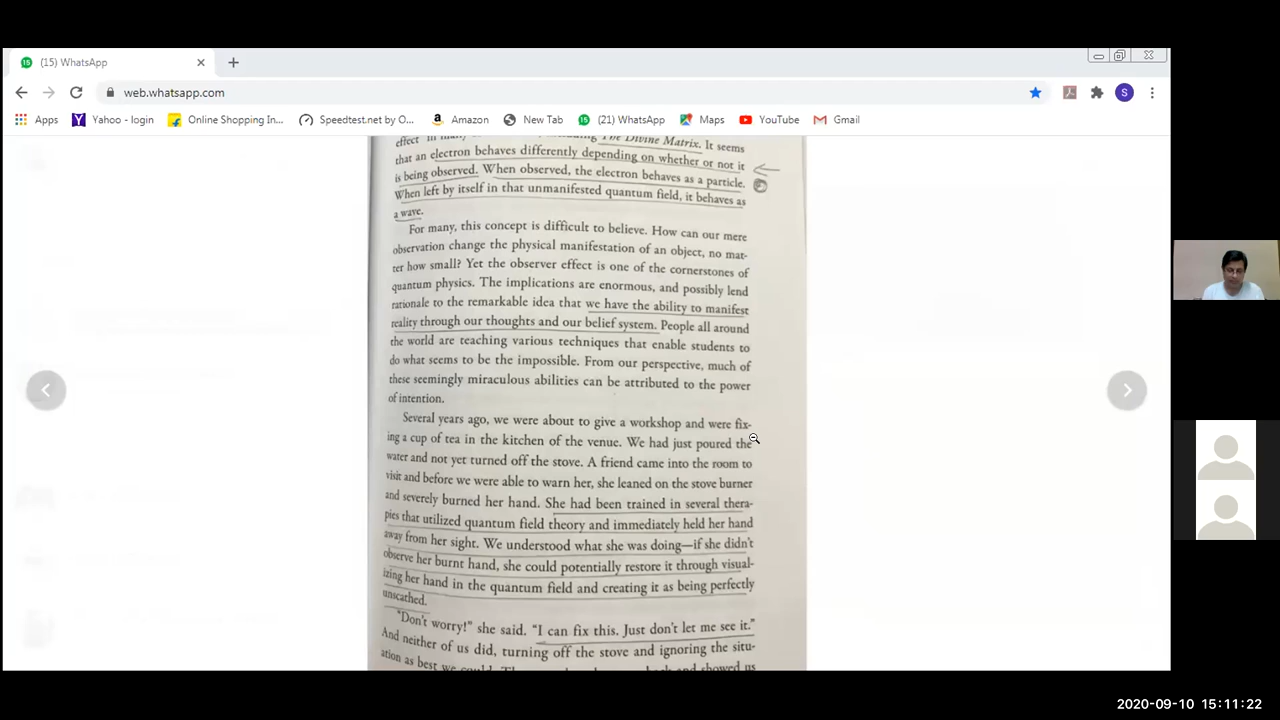 (15) WhatsApp
web.whatsapp.com
S
Apps
Yahoo - login
Online Shopping In...
Speedtest.net by O...
Amazon
New Tab
(21) WhatsApp
Maps
YouTube
Gmail
effect in many The Divine Matrix. It seems
that an electron behaves differently depending on whether or not it
is being observed. When observed, the electron behaves as a particle.
When left by itself in that unmanifested quantum field, it behaves as
a wave.
For many, this concept is difficult to believe. How can our mere
observation change the physical manifestation of an object, no mat-
ter how small? Yet the observer effect is one of the cornerstones of
quantum physics. The implications are enormous, and possibly lend
rationale to the remarkable idea that we have the ability to manifest
reality through our thoughts and our belief system. People all around
the world are teaching various techniques that enable students to
do what seems to be the impossible. From our perspective, much of
these seemingly miraculous abilities can be attributed to the power
of intention.
Several years ago, we were about to give a workshop and were fix-
ing a cup of tea in the kitchen of the venue. We had just poured the
water and not yet turned off the stove. A friend came into the room to
visit and before we were able to warn her, she leaned on the stove burner
and severely burned her hand. She had been trained in several thera-
pies that utilized quantum field theory and immediately held her hand
away from her sight. We understood what she was doing—if she didn't
observe her burnt hand, she could potentially restore it through visual-
izing her hand in the quantum field and creating it as being perfectly
unscathed.
"Don't worry!" she said. "I can fix this. Just don't let me see it."
And neither of us did, turning off the stove and ignoring the situ-
ation as best we and showed us
2020-09-10 15:11:22